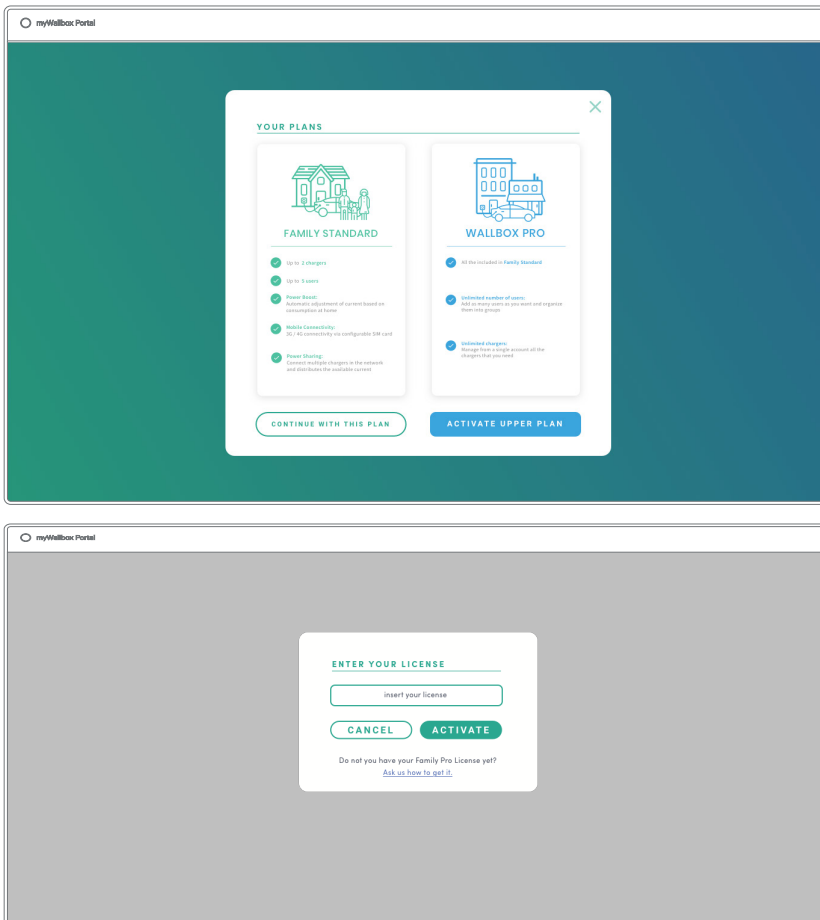 myWallbox Portal
YOUR PLANS
FAMILY STANDARD
Up to 2 chargers
Up to 5 users
Power Boost:
Automatic adjustment of current based on
consumption at home
Mobile Connectivity:
3G / 4G connectivity via configurable SIM card
Power Sharing:
Connect multiple chargers in the network
and distributes the available current
CONTINUE WITH THIS PLAN
WALLBOX PRO
All the included in Family Standard
Unlimited number of users:
Add as many users as you want and organize
them into groups
Unlimited chargers:
Manage from a single account all the
chargers that you need
ACTIVATE UPPER PLAN
myWallbox Portal
ENTER YOUR LICENSE
insert your license
CANCEL
ACTIVATE
Do not you have your Family Pro License yet?
Ask us how to get it.